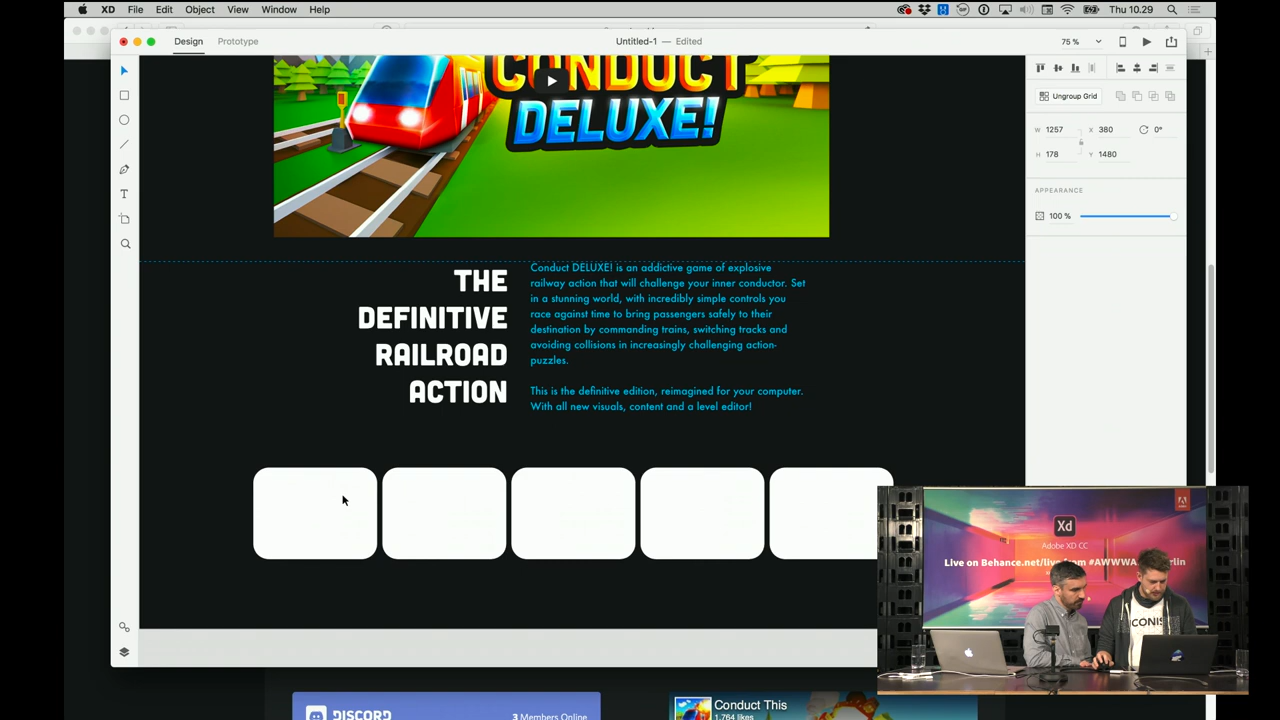 XD File Edit Object View Window Help
Thu 10.29
Design Prototype
Untitled-1 — Edited
75 %
CONDUCT
DELUXE!
Ungroup Grid
W 1257 X 380 0°
H 178 Y 1480
APPEARANCE
100 %
THE
DEFINITIVE
RAILROAD
ACTION
Conduct DELUXE! is an addictive game of explosive
railway action that will challenge your inner conductor. Set
in a stunning world, with incredibly simple controls you
race against time to bring passengers safely to their
destination by commanding trains, switching tracks and
avoiding collisions in increasingly challenging action-
puzzles.
This is the definitive edition, reimagined for your computer.
With all new visuals, content and a level editor!
Xd
Adobe XD CC
Live on Behance.net/live
#AWWWA
rlin
CONIS
DISCORD
3 Members Online
Conduct This
1,764 likes